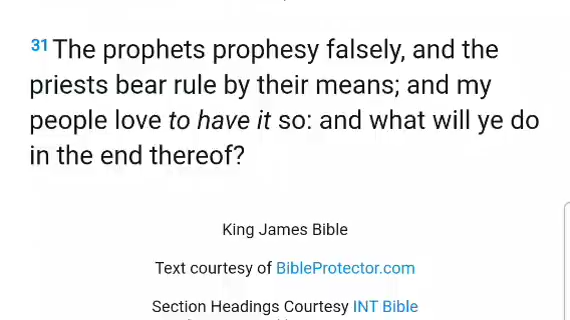 31 The prophets prophesy falsely, and the
priests bear rule by their means; and my
people love to have it so: and what will ye do
in the end thereof?
King James Bible
Text courtesy of BibleProtector.com
Section Headings Courtesy INT Bible